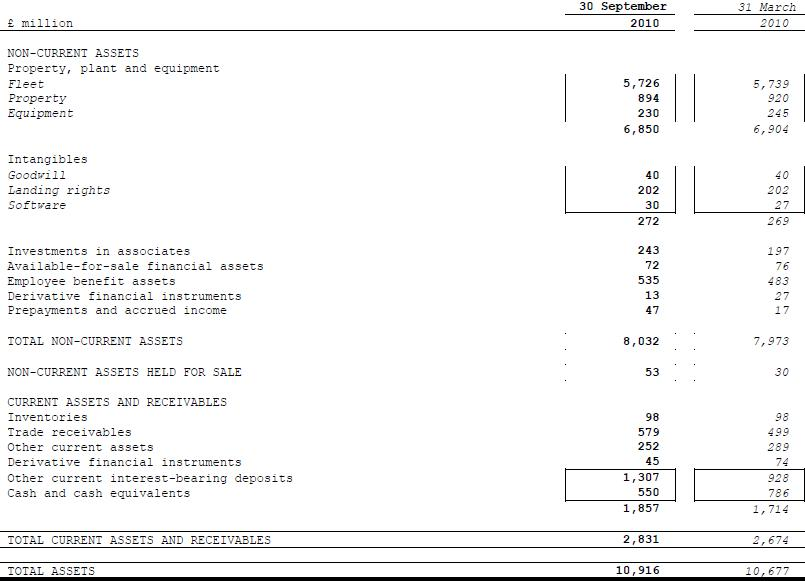 30 September 31 March
£ million 2010 2010
NON-CURRENT ASSETS
Property, plant and equipment
Fleet 5,726 5,739
Property 894 920
Equipment 230 245
6,850 6,904
Intangibles
Goodwill 40 40
Landing rights 202 202
Software 30 27
272 269
Investments in associates 243 197
Available-for-sale financial assets 72 76
Employee benefit assets 535 483
Derivative financial instruments 13 27
Prepayments and accrued income 47 17
TOTAL NON-CURRENT ASSETS 8,032 7,973
NON-CURRENT ASSETS HELD FOR SALE 53 30
CURRENT ASSETS AND RECEIVABLES
Inventories 98 98
Trade receivables 579 499
Other current assets 252 289
Derivative financial instruments 45 74
Other current interest-bearing deposits 1,307 928
Cash and cash equivalents 550 786
1,857 1,714
TOTAL CURRENT ASSETS AND RECEIVABLES 2,831 2,674
TOTAL ASSETS 10,916 10,677